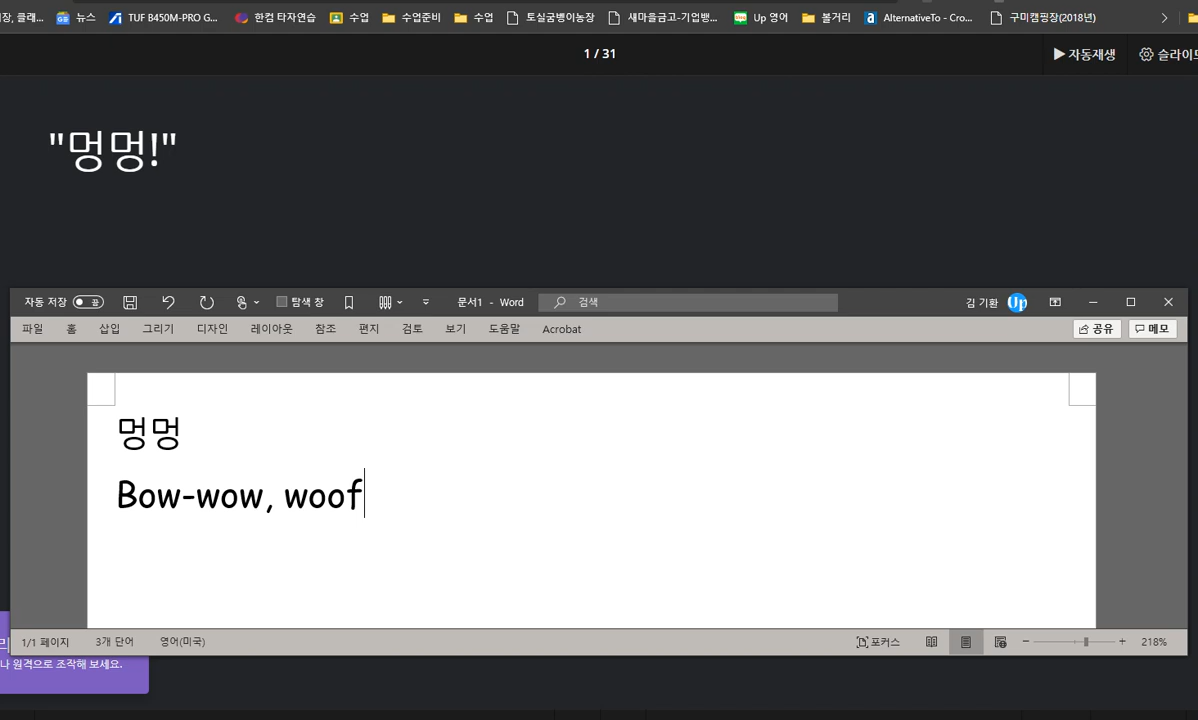 장, 클래... 뉴스 TUF B450M-PRO G... 한컴 타자연습 수업 수업준비 수업 토실굼벵이농장 새마을금고-기업뱅... Up 영어 볼거리 AlternativeTo - Cro... 구미캠핑장(2018년)
1 / 31
자동재생
슬라이드
"멍멍!"
자동 저장 끔 탐색 창 문서1 - Word 검색 김 기환 Up
파일 홈 삽입 그리기 디자인 레이아웃 참조 편지 검토 보기 도움말 Acrobat 공유 메모
멍멍
Bow-wow, woof
1/1 페이지 3개 단어 영어(미국) 포커스 218%
나 원격으로 조작해 보세요.